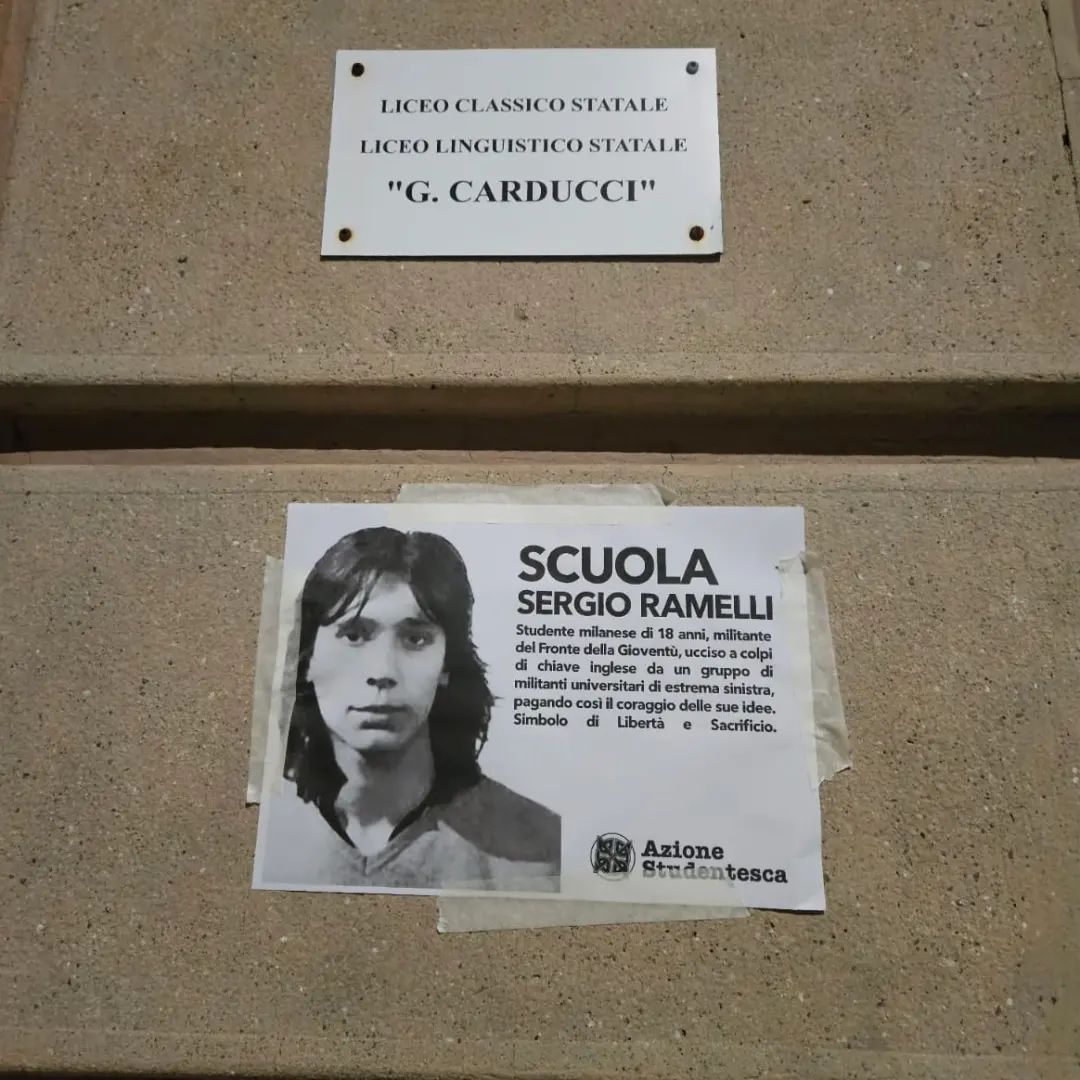 LICEO CLASSICO STATALE
LICEO LINGUISTICO STATALE
"G. CARDUCCI"
SCUOLA
SERGIO RAMELLI
Studente milanese di 18 anni, militante
del Fronte della Gioventù, ucciso a colpi
di chiave inglese da un gruppo di
militanti universitari di estrema sinistra,
pagando così il coraggio delle sue idee.
Simbolo di Libertà e Sacrificio.
Azione
Studentesca